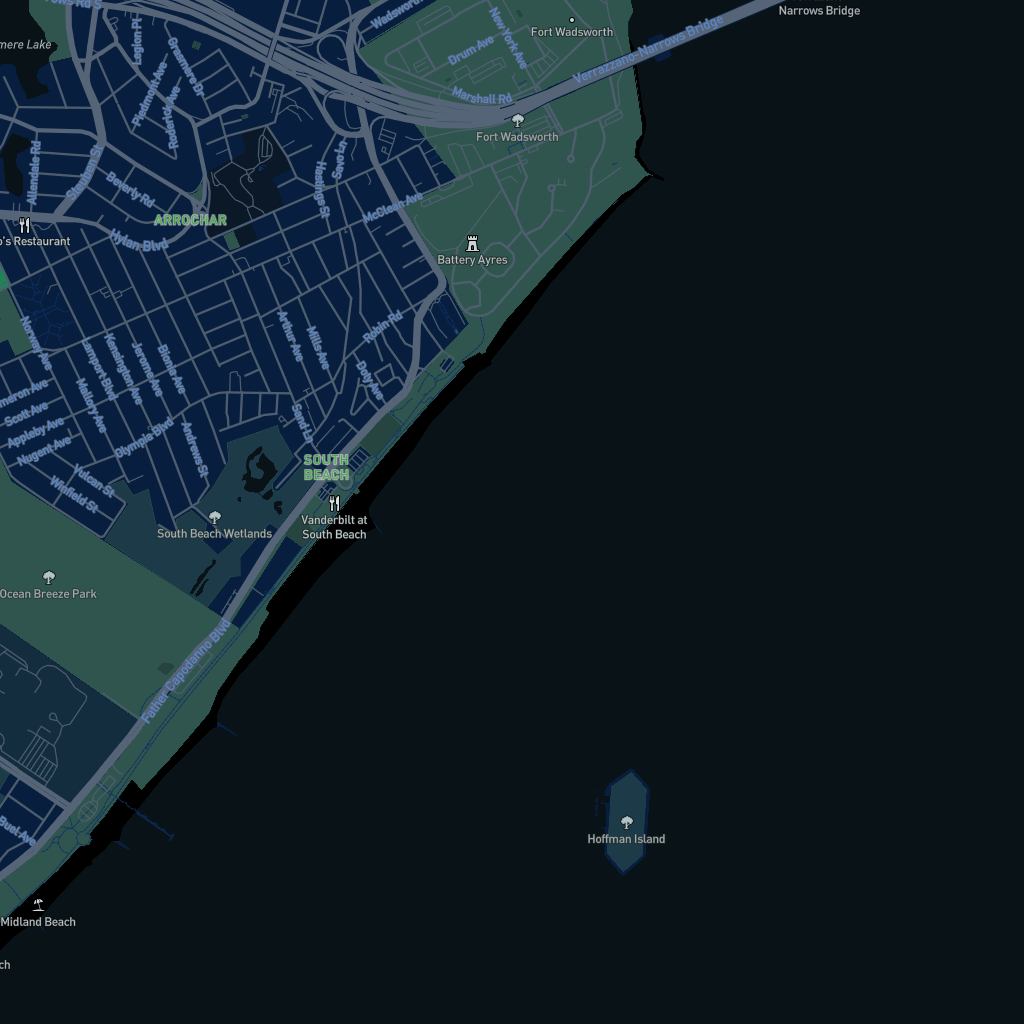 Narrows Bridge
Wadsworth
Fort Wadsworth
New York Ave
Drum Ave
Verrazzano-Narrows Bridge
Marshall Rd
Fort Wadsworth
Legion Pl
Grasmere Dr
mere Lake
Piedmont Ave
Allendale Rd
Steuben St
Beverly Rd
Hastings St
McClean Ave
ARROCHAR
Hylan Blvd
o's Restaurant
Battery Ayres
Norway Ave
Lamport Blvd
Kensington Ave
Jerome Ave
Bionia Ave
Mallory Ave
Arthur Ave
Mills Ave
Robin Rd
Doty Ave
meron Ave
Scott Ave
Appleby Ave
Nugent Ave
Olympia Blvd
Andrews St
Sand Ln
Vulcan St
Winfield St
SOUTH
BEACH
Vanderbilt at
South Beach
South Beach Wetlands
Ocean Breeze Park
Father Capodanno Blvd
Buel Ave
Hoffman Island
Midland Beach
ch